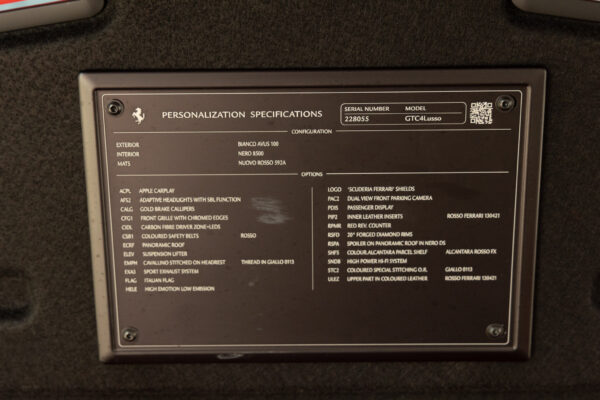 PERSONALIZATION SPECIFICATIONS
SERIAL NUMBER MODEL
228055 GTC4Lusso
CONFIGURATION
EXTERIOR BIANCO AVUS 100
INTERIOR NERO 8500
MATS NUOVO ROSSO 592A
OPTIONS
ACPL APPLE CARPLAY
AFS2 ADAPTIVE HEADLIGHTS WITH SBL FUNCTION
CALG GOLD BRAKE CALLIPERS
CFG1 FRONT GRILLE WITH CHROMED EDGES
CIDL CARBON FIBRE DRIVER ZONE+LEDS
CSB1 COLOURED SAFETY BELTS ROSSO
ECRF 'PANORAMIC ROOF'
ELEV SUSPENSION LIFTER
EMPH CAVALLINO STITCHED ON HEADREST THREAD IN GIALLO 8113
EXA3 SPORT EXHAUST SYSTEM
FLAG ITALIAN FLAG
HELE HIGH EMOTION LOW EMISSION
LOGO 'SCUDERIA FERRARI' SHIELDS
PAC2 DUAL VIEW FRONT PARKING CAMERA
PDIS PASSENGER DISPLAY
PIP2 INNER LEATHER INSERTS ROSSO FERRARI 130421
RPMR RED REV. COUNTER
RSFD 20" FORGED DIAMOND RIMS
RSPA SPOILER ON PANORAMIC ROOF IN NERO DS
SHFS COLOUR.ALCANTARA PARCEL SHELF ALCANTARA ROSSO FX
SNDB HIGH POWER HI-FI SYSTEM
STC2 COLOURED SPECIAL STITCHING O.R. GIALLO 8113
ULEZ UPPER PART IN COLOURED LEATHER ROSSO FERRARI 130421